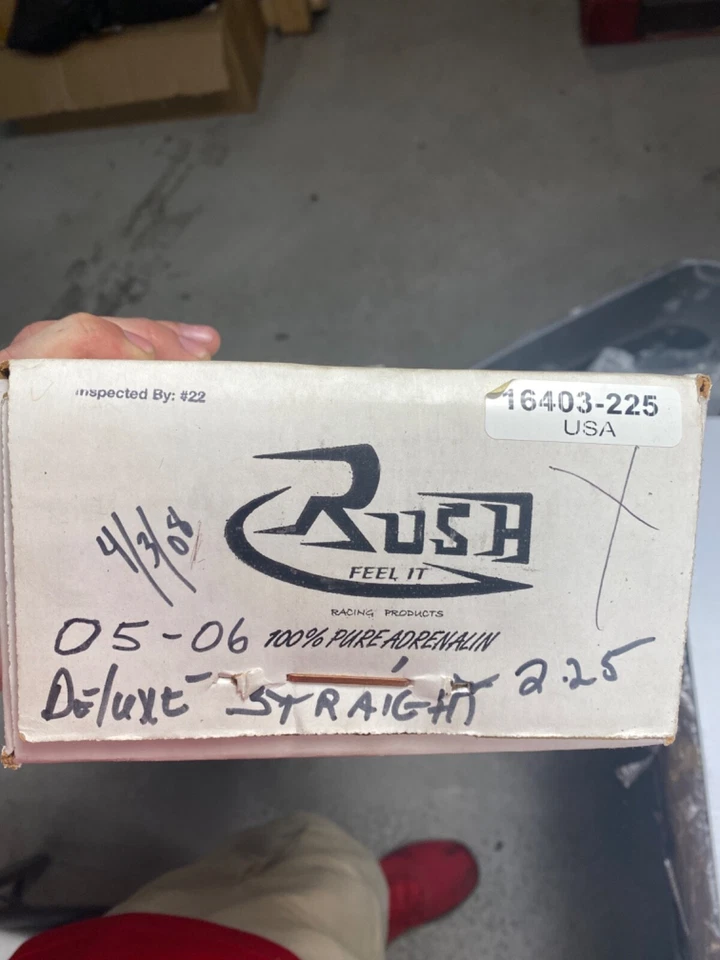 Inspected By: #22
16403-225
USA
4/3/08
RUSH
FEEL IT
RACING PRODUCTS
05-06 100% PURE ADRENALIN
DELUXE STRAIGHT 2.25